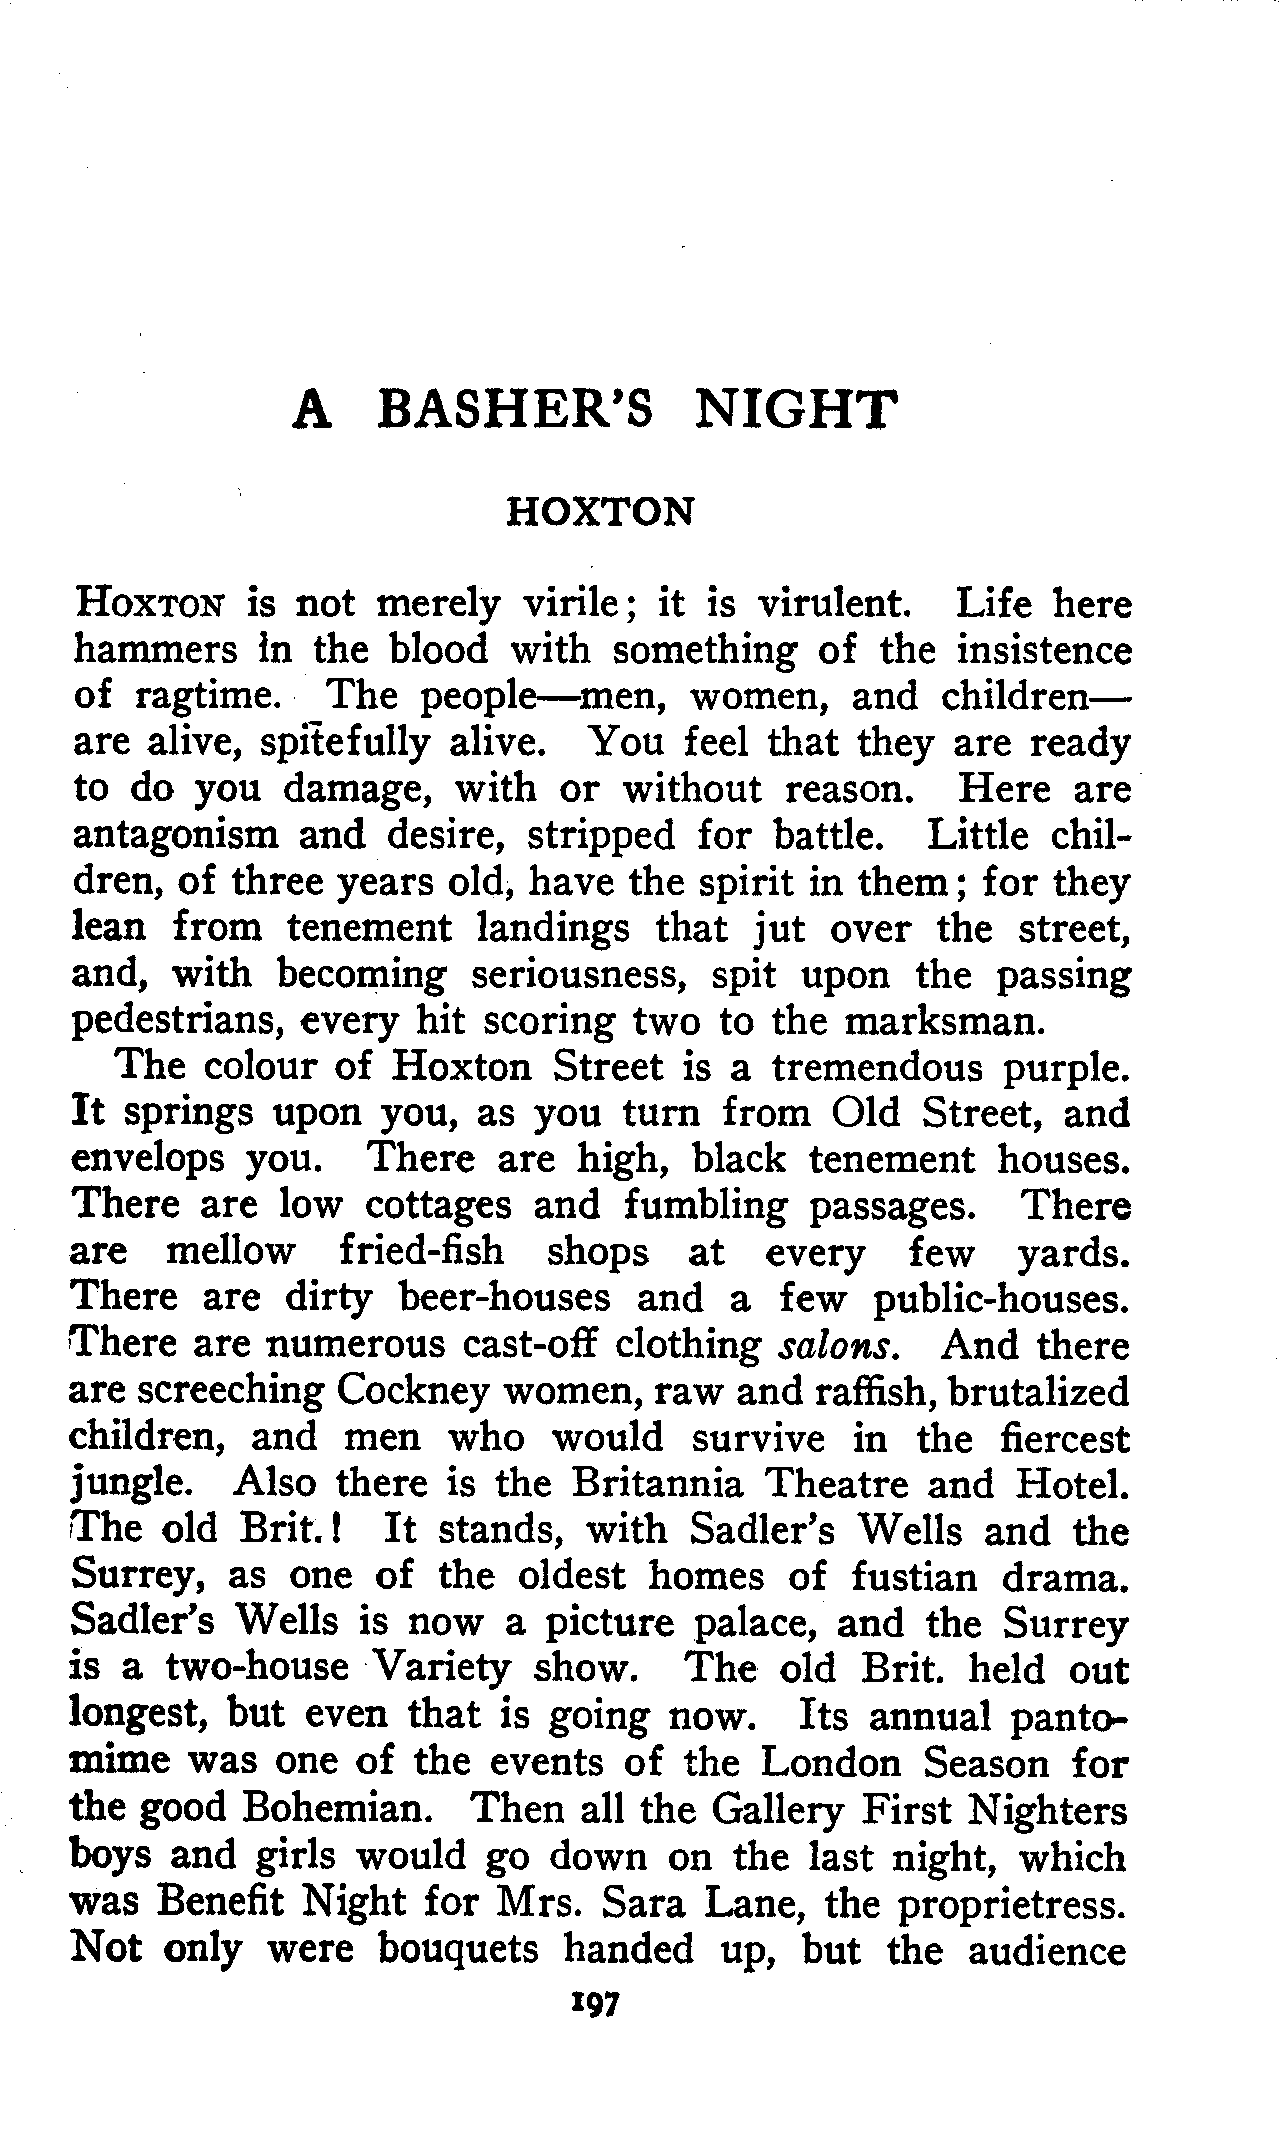 A BASHER'S NIGHT
HOXTON
HOXTON is not merely virile; it is virulent. Life here
hammers in the blood with something of the insistence
of ragtime. The people—men, women, and children—
are alive, spitefully alive. You feel that they are ready
to do you damage, with or without reason. Here are
antagonism and desire, stripped for battle. Little chil-
dren, of three years old, have the spirit in them; for they
lean from tenement landings that jut over the street,
and, with becoming seriousness, spit upon the passing
pedestrians, every hit scoring two to the marksman.
The colour of Hoxton Street is a tremendous purple.
It springs upon you, as you turn from Old Street, and
envelops you. There are high, black tenement houses.
There are low cottages and fumbling passages. There
are mellow fried-fish shops at every few yards.
There are dirty beer-houses and a few public-houses.
There are numerous cast-off clothing salons. And there
are screeching Cockney women, raw and raffish, brutalized
children, and men who would survive in the fiercest
jungle. Also there is the Britannia Theatre and Hotel.
The old Brit.! It stands, with Sadler's Wells and the
Surrey, as one of the oldest homes of fustian drama.
Sadler's Wells is now a picture palace, and the Surrey
is a two-house Variety show. The old Brit. held out
longest, but even that is going now. Its annual panto-
mime was one of the events of the London Season for
the good Bohemian. Then all the Gallery First Nighters
boys and girls would go down on the last night, which
was Benefit Night for Mrs. Sara Lane, the proprietress.
Not only were bouquets handed up, but the audience
197